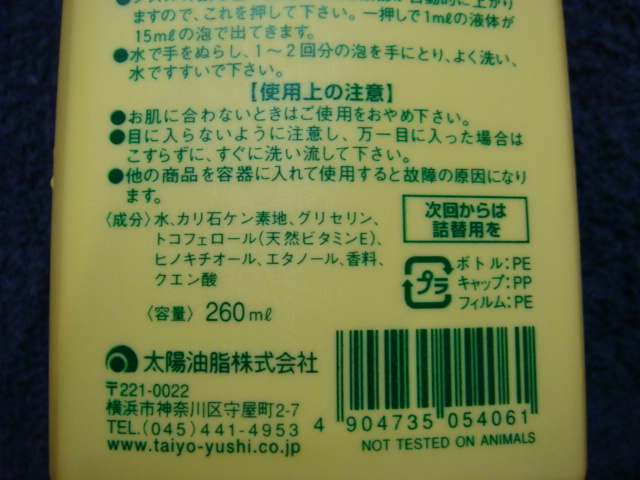 ますので、これを押して下さい。一押しで1mℓの液体が
15mℓの泡で出てきます。
●水で手をぬらし、1〜2回分の泡を手にとり、よく洗い、
水ですすいで下さい。
【使用上の注意】
●お肌に合わないときはご使用をおやめ下さい。
●目に入らないように注意し、万一目に入った場合は
こすらずに、すぐに洗い流して下さい。
●他の商品を容器に入れて使用すると故障の原因になり
ます。
〈成分〉水、カリ石ケン素地、グリセリン、
トコフェロール(天然ビタミンE)、
ヒノキチオール、エタノール、香料、
クエン酸
次回からは
詰替用を
プラ
ボトル:PE
キャップ:PP
フィルム:PE
〈容量〉 260mℓ
太陽油脂株式会社
〒221-0022
横浜市神奈川区守屋町2-7
TEL.(045)441-4953
www.taiyo-yushi.co.jp
4 904735 054061
NOT TESTED ON ANIMALS